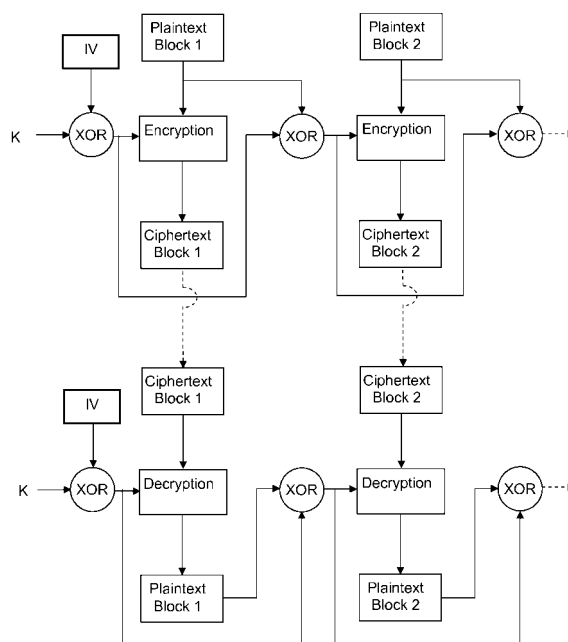 Plaintext
Block 1
Plaintext
Block 2
IV
K
XOR
Encryption
XOR
Encryption
XOR
Ciphertext
Block 1
Ciphertext
Block 2
Ciphertext
Block 1
Ciphertext
Block 2
IV
K
XOR
Decryption
XOR
Decryption
XOR
Plaintext
Block 1
Plaintext
Block 2